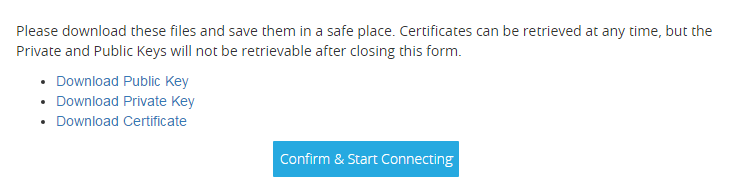 Please download these files and save them in a safe place. Certificates can be retrieved at any time, but the
Private and Public Keys will not be retrievable after closing this form.
• Download Public Key
• Download Private Key
• Download Certificate
Confirm & Start Connecting